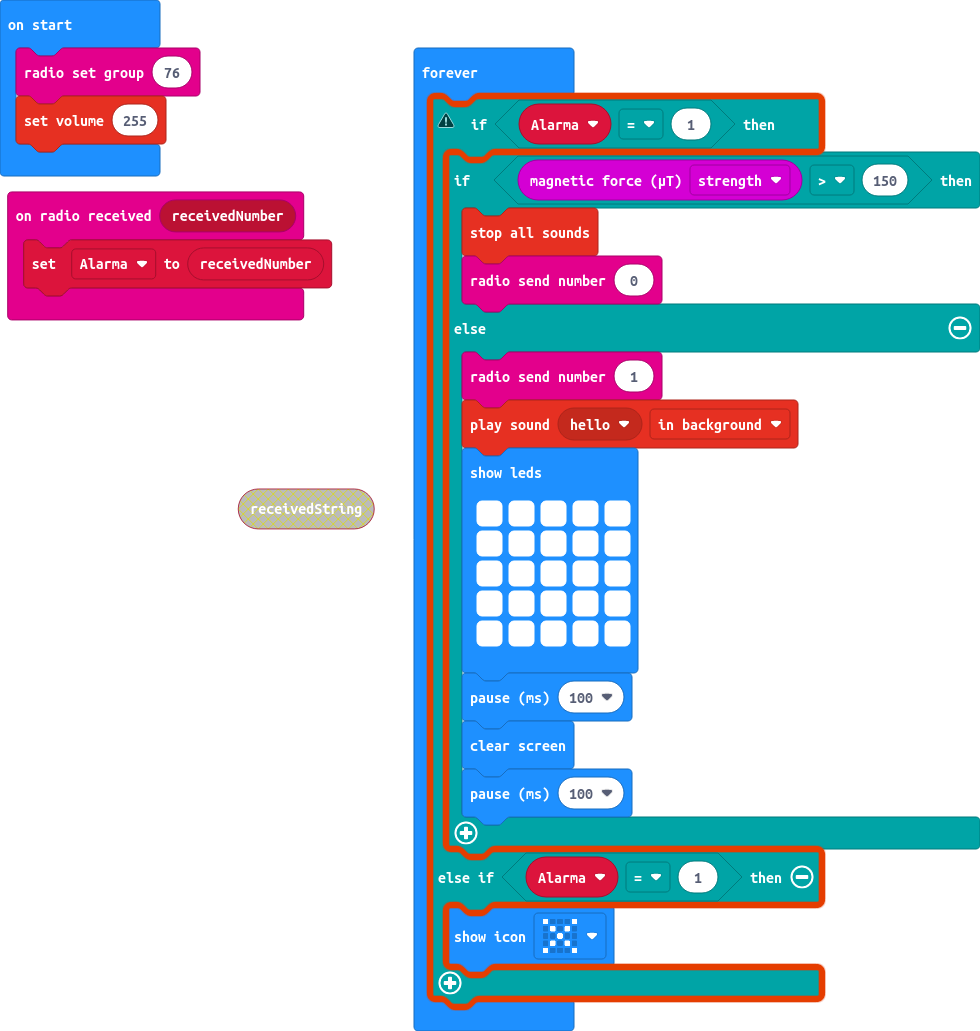 on start
radio set group 76
set volume 255
on radio received receivedNumber
set Alarma to receivedNumber
receivedString
forever
if Alarma = 1 then
if magnetic force (µT) strength > 150 then
stop all sounds
radio send number 0
else
radio send number 1
play sound hello in background
show leds
pause (ms) 100
clear screen
pause (ms) 100
else if Alarma = 1 then
show icon